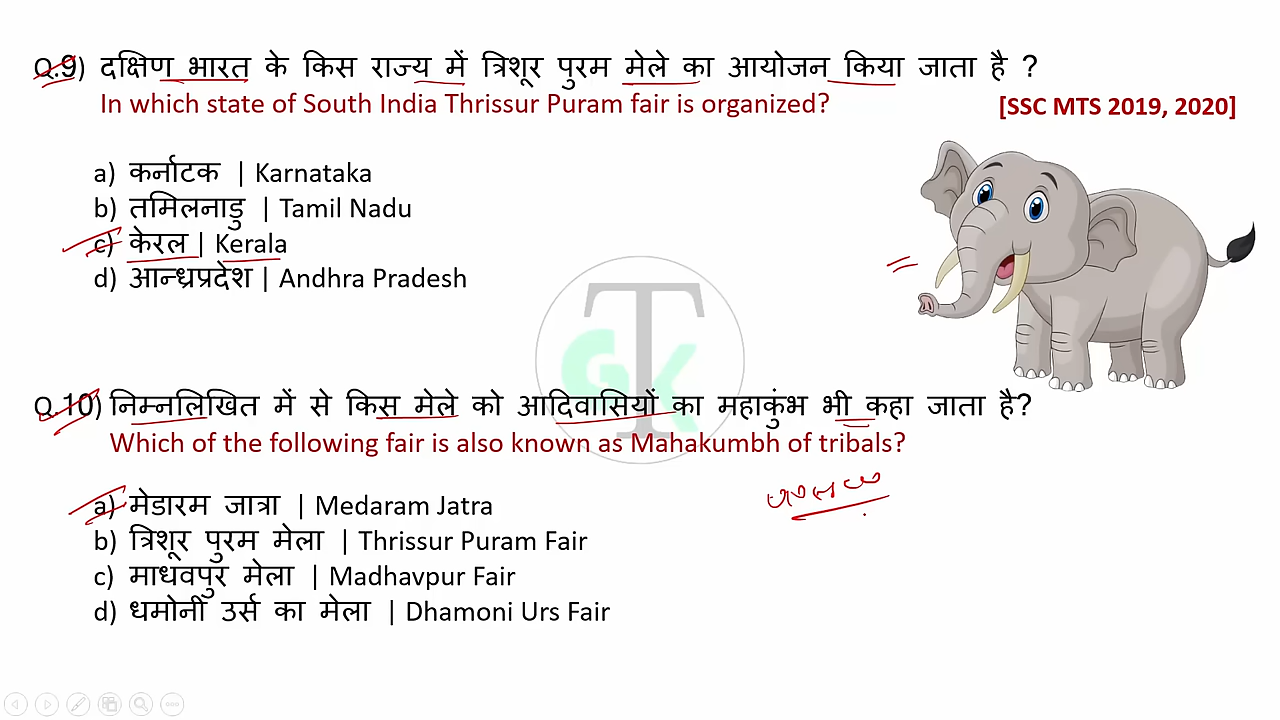 Q.9) दक्षिण भारत के किस राज्य में त्रिशूर पुरम मेले का आयोजन किया जाता है ?
In which state of South India Thrissur Puram fair is organized?
[SSC MTS 2019, 2020]
a) कर्नाटक | Karnataka
b) तमिलनाडु | Tamil Nadu
c) केरल | Kerala
d) आन्ध्रप्रदेश | Andhra Pradesh
T
GK
Q.10) निम्नलिखित में से किस मेले को आदिवासियों का महाकुंभ भी कहा जाता है?
Which of the following fair is also known as Mahakumbh of tribals?
a) मेडारम जात्रा | Medaram Jatra
b) त्रिशूर पुरम मेला | Thrissur Puram Fair
c) माधवपुर मेला | Madhavpur Fair
d) धमोनी उर्स का मेला | Dhamoni Urs Fair